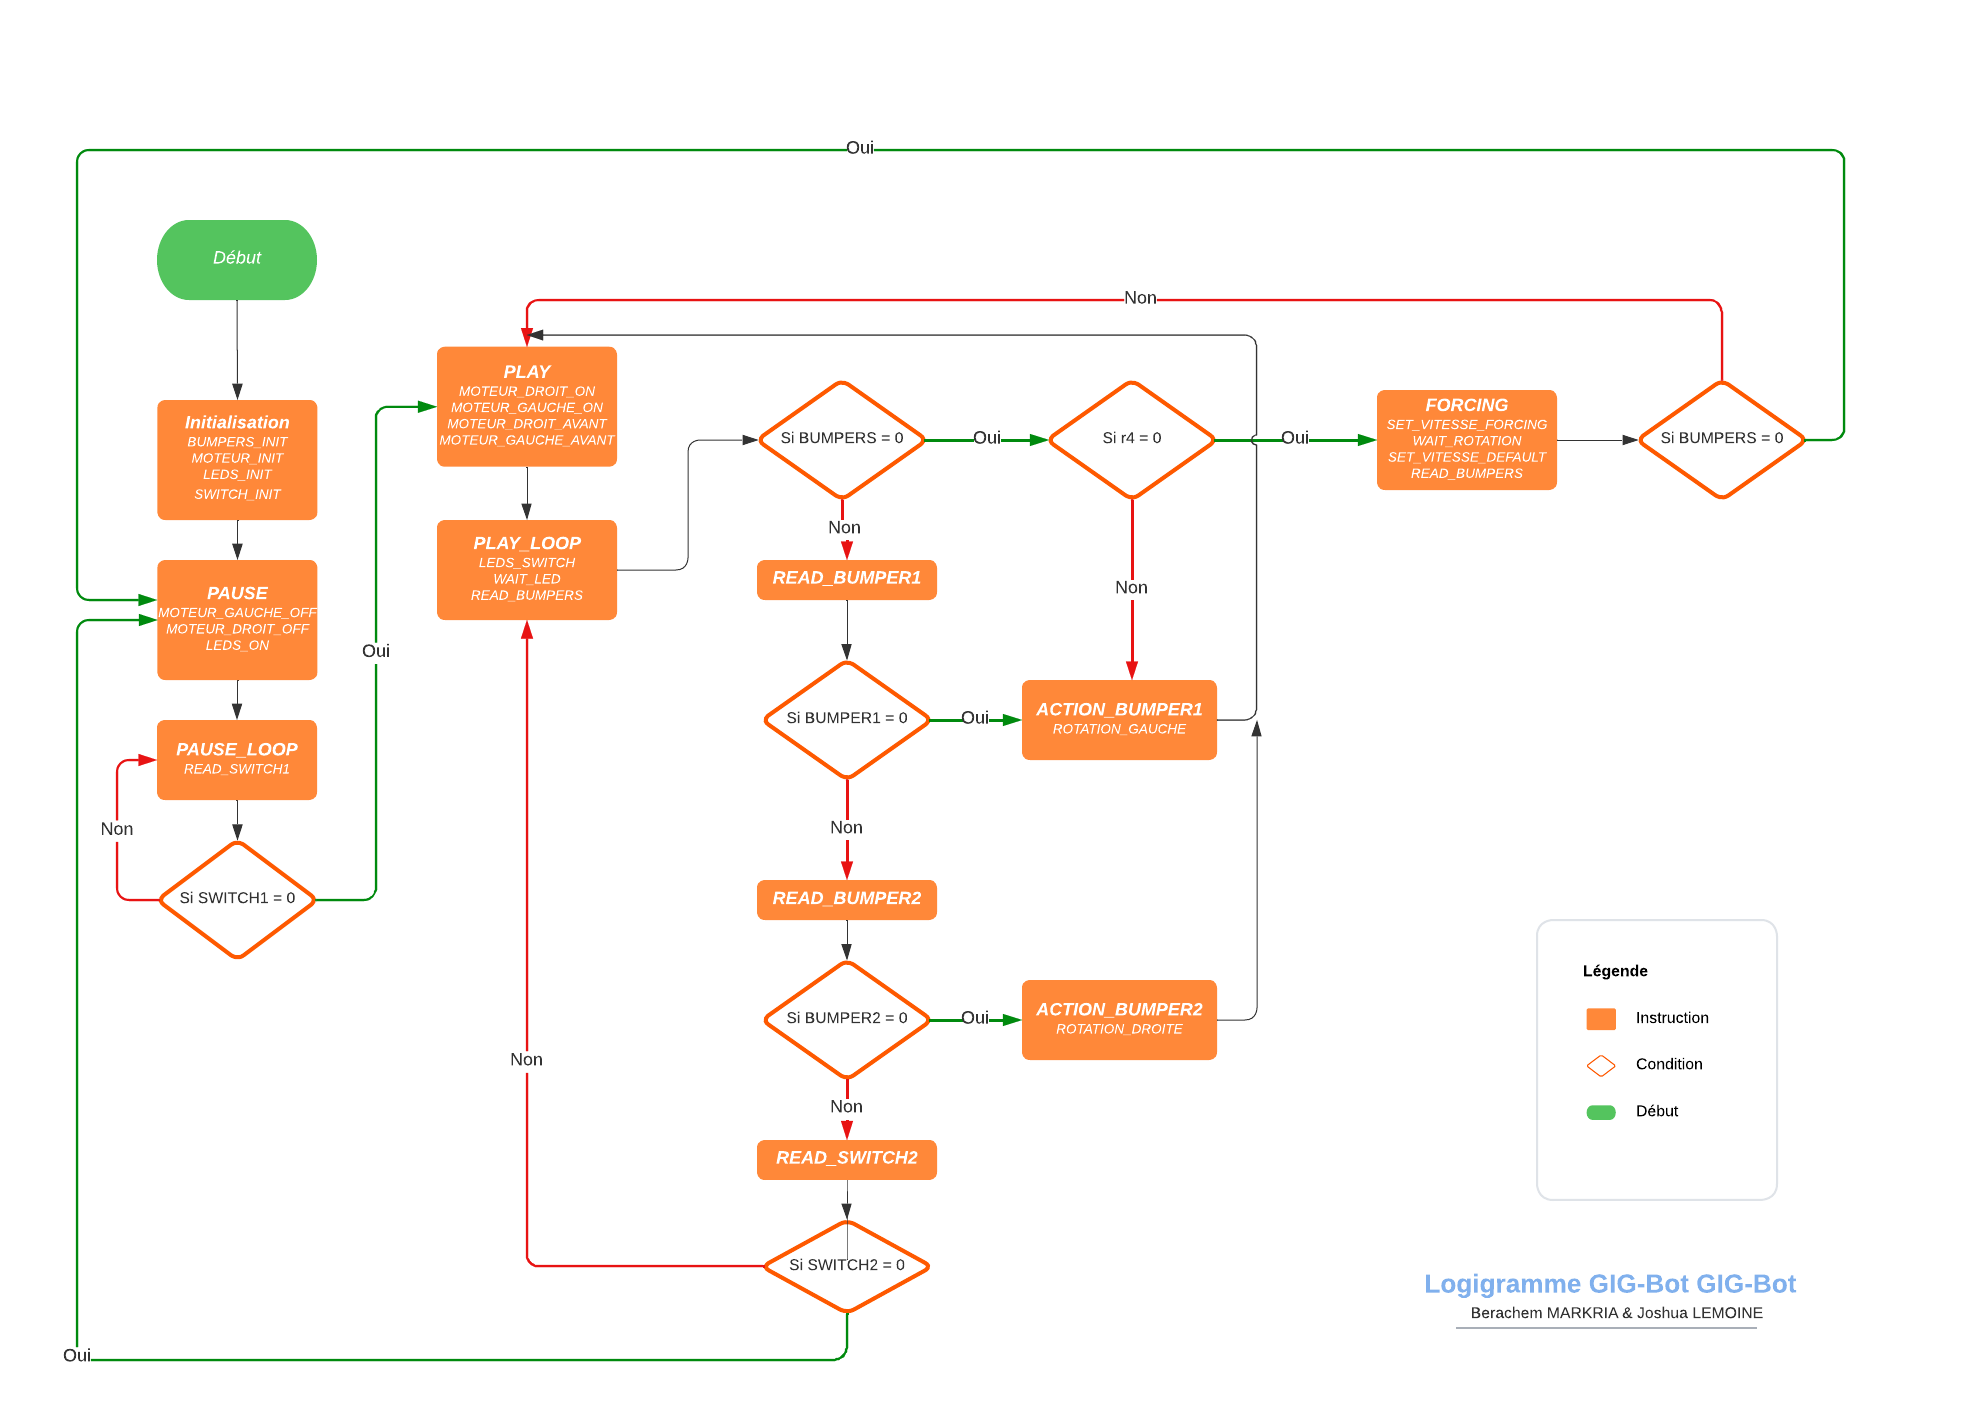 Oui
Début
Non
Initialisation
BUMPERS_INIT
MOTEUR_INIT
LEDS_INIT
SWITCH_INIT
PAUSE
MOTEUR_GAUCHE_OFF
MOTEUR_DROIT_OFF
LEDS_ON
PAUSE_LOOP
READ_SWITCH1
Non
Si SWITCH1 = 0
Oui
PLAY
MOTEUR_DROIT_ON
MOTEUR_GAUCHE_ON
MOTEUR_DROIT_AVANT
MOTEUR_GAUCHE_AVANT
PLAY_LOOP
LEDS_SWITCH
WAIT_LED
READ_BUMPERS
Si BUMPERS = 0
Oui
Si r4 = 0
Oui
FORCING
SET_VITESSE_FORCING
WAIT_ROTATION
SET_VITESSE_DEFAULT
READ_BUMPERS
Si BUMPERS = 0
Non
READ_BUMPER1
Non
Si BUMPER1 = 0
Oui
ACTION_BUMPER1
ROTATION_GAUCHE
Non
READ_BUMPER2
Si BUMPER2 = 0
Oui
ACTION_BUMPER2
ROTATION_DROITE
Non
Non
READ_SWITCH2
Si SWITCH2 = 0
Oui
Légende
Instruction
Condition
Début
Logigramme GIG-Bot GIG-Bot
Berachem MARKRIA & Joshua LEMOINE